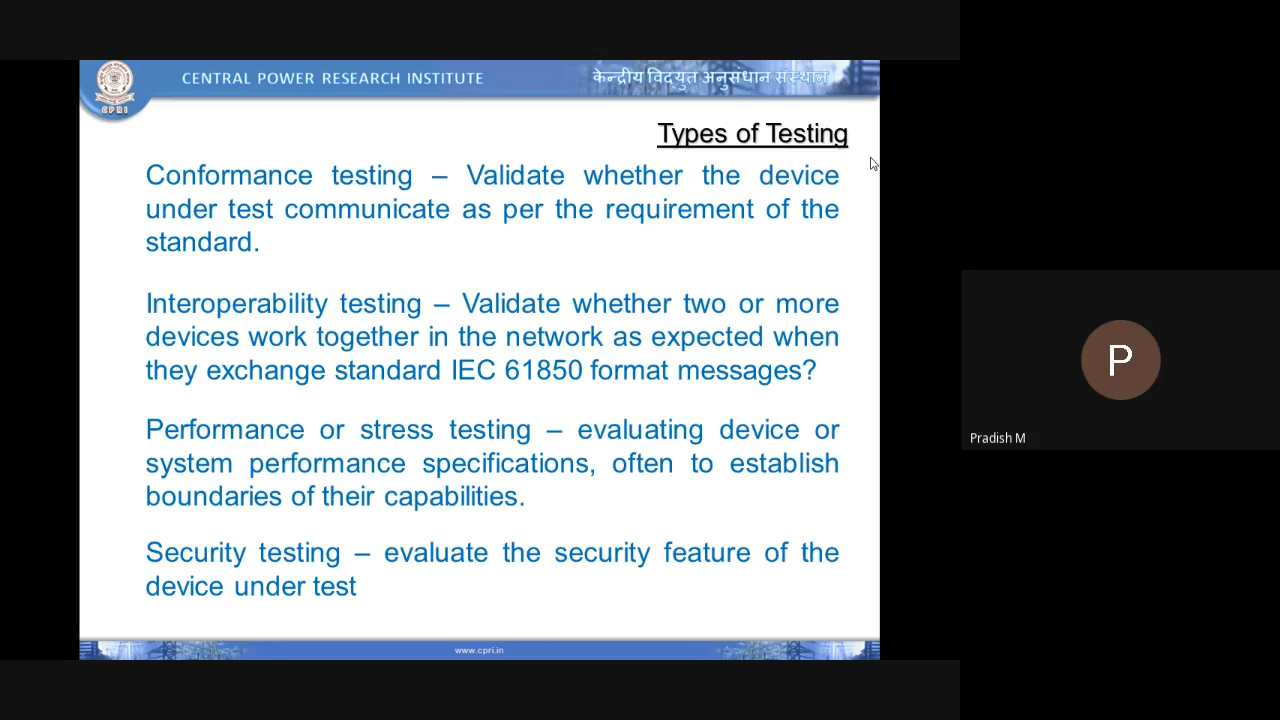 CENTRAL POWER RESEARCH INSTITUTE
केन्द्रीय विद्युत अनुसधान संस्थान
CPRI
Types of Testing
Conformance testing – Validate whether the device
under test communicate as per the requirement of the
standard.
Interoperability testing – Validate whether two or more
devices work together in the network as expected when
they exchange standard IEC 61850 format messages?
Performance or stress testing – evaluating device or
system performance specifications, often to establish
boundaries of their capabilities.
Security testing – evaluate the security feature of the
device under test
www.cpri.in
P
Pradish M